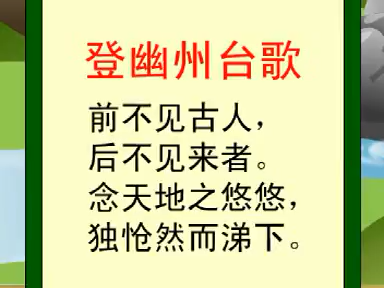 登幽州台歌
前不见古人，
后不见来者。
念天地之悠悠，
独怆然而涕下。